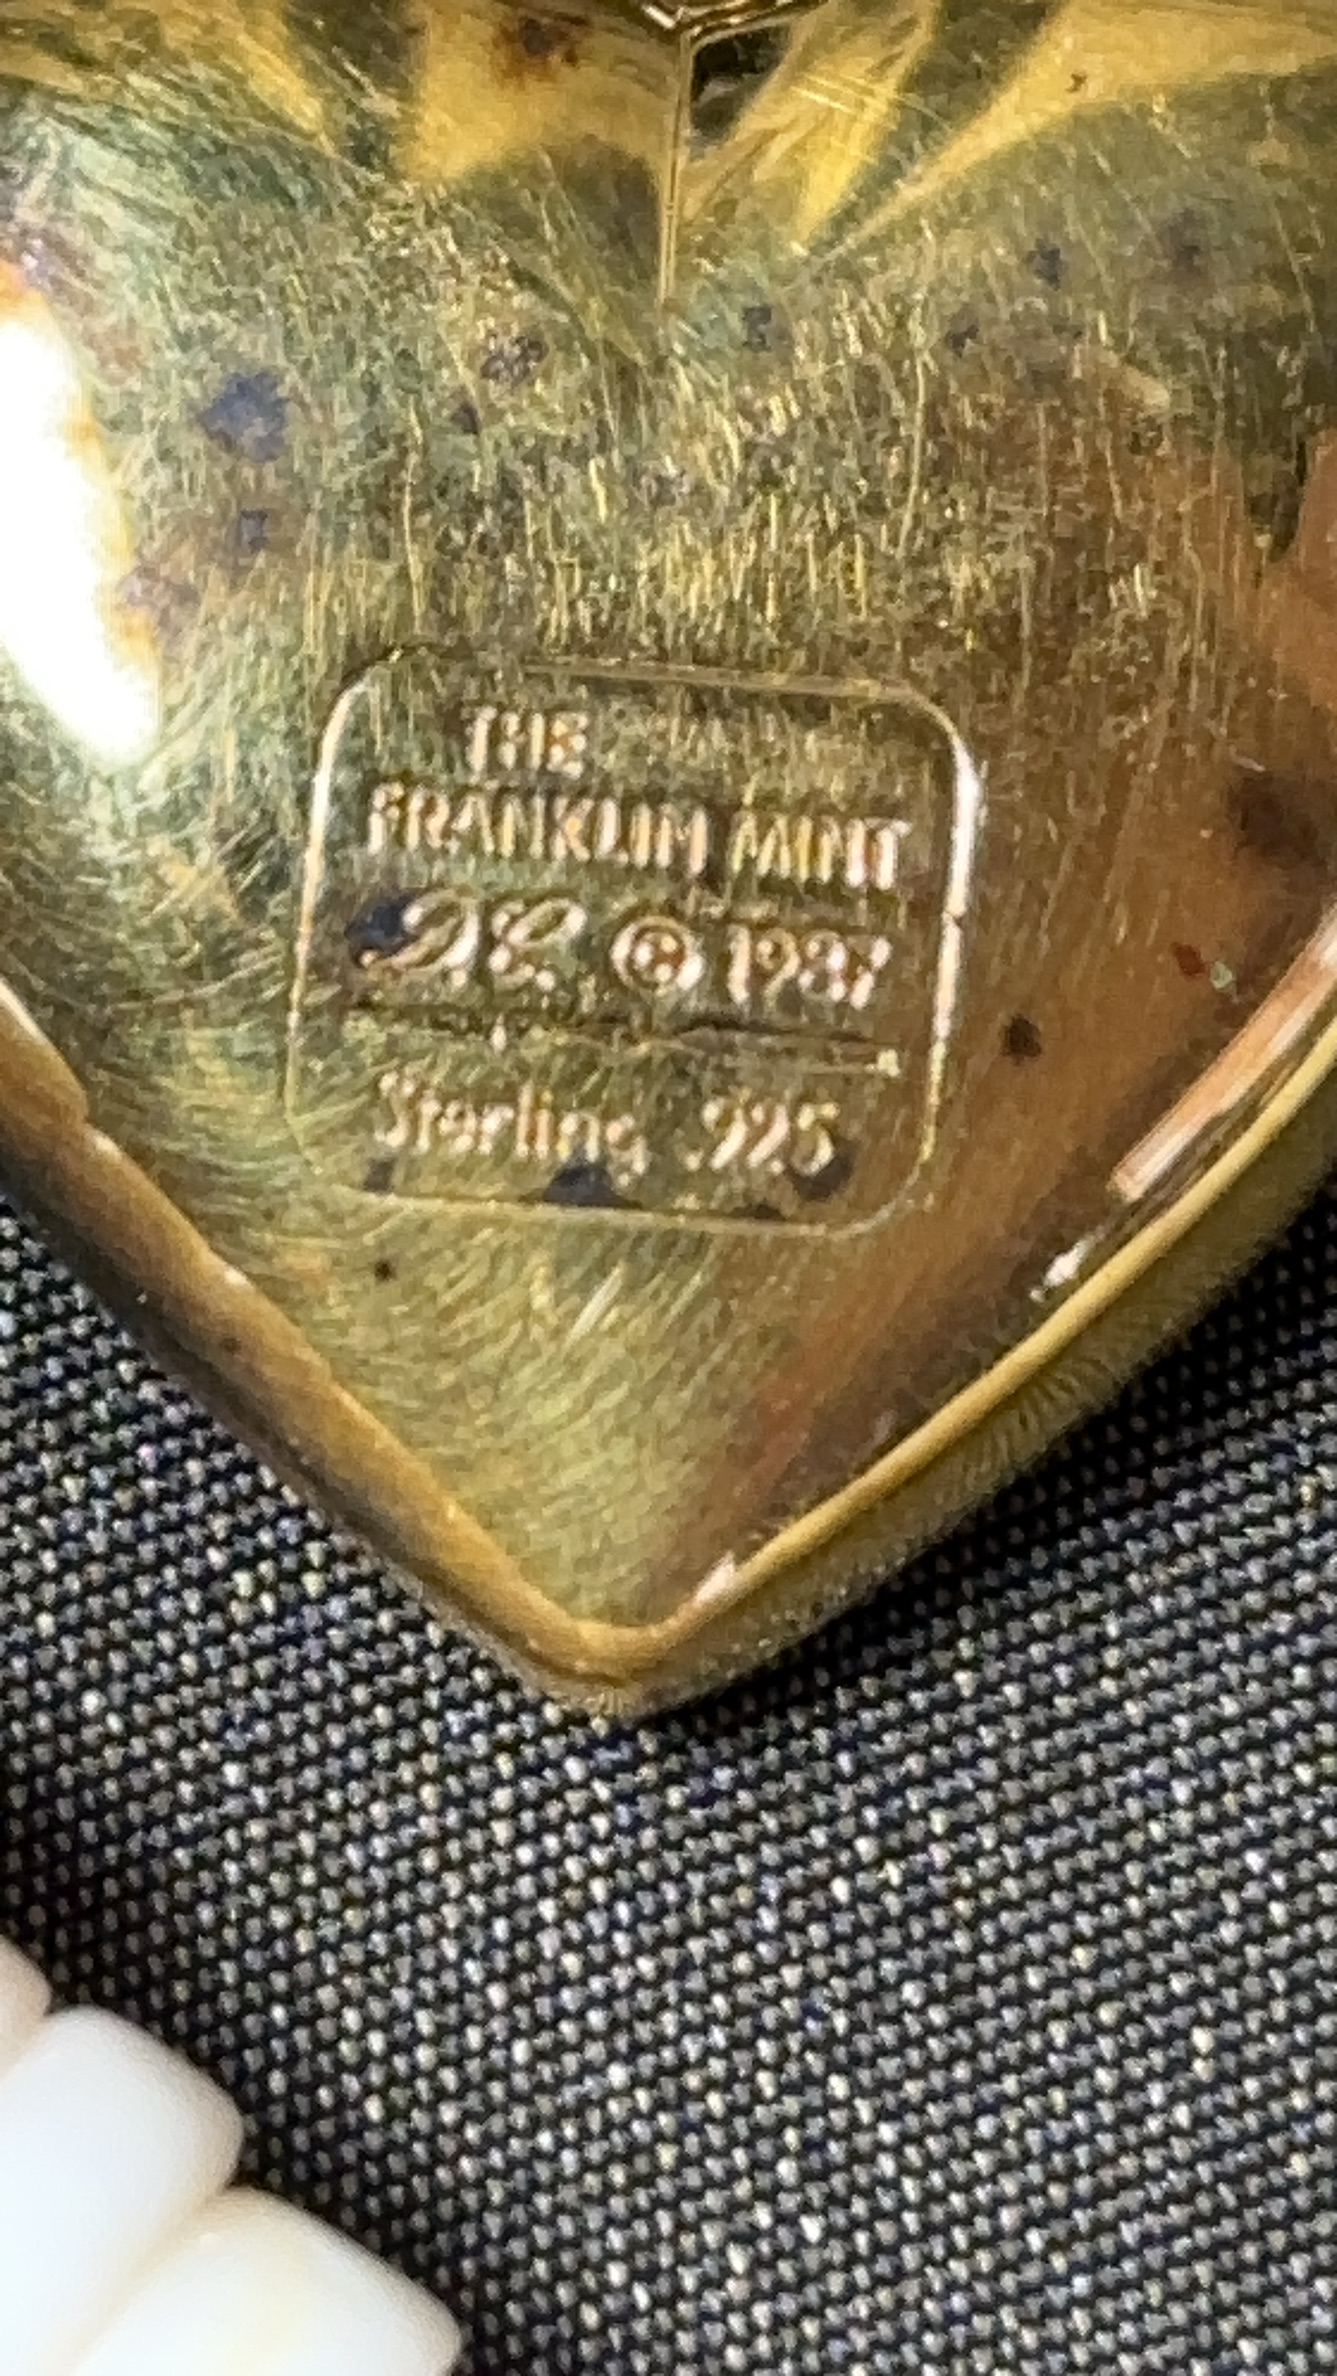 THE
FRANKLIN MINT
© 1987
Sterling .925